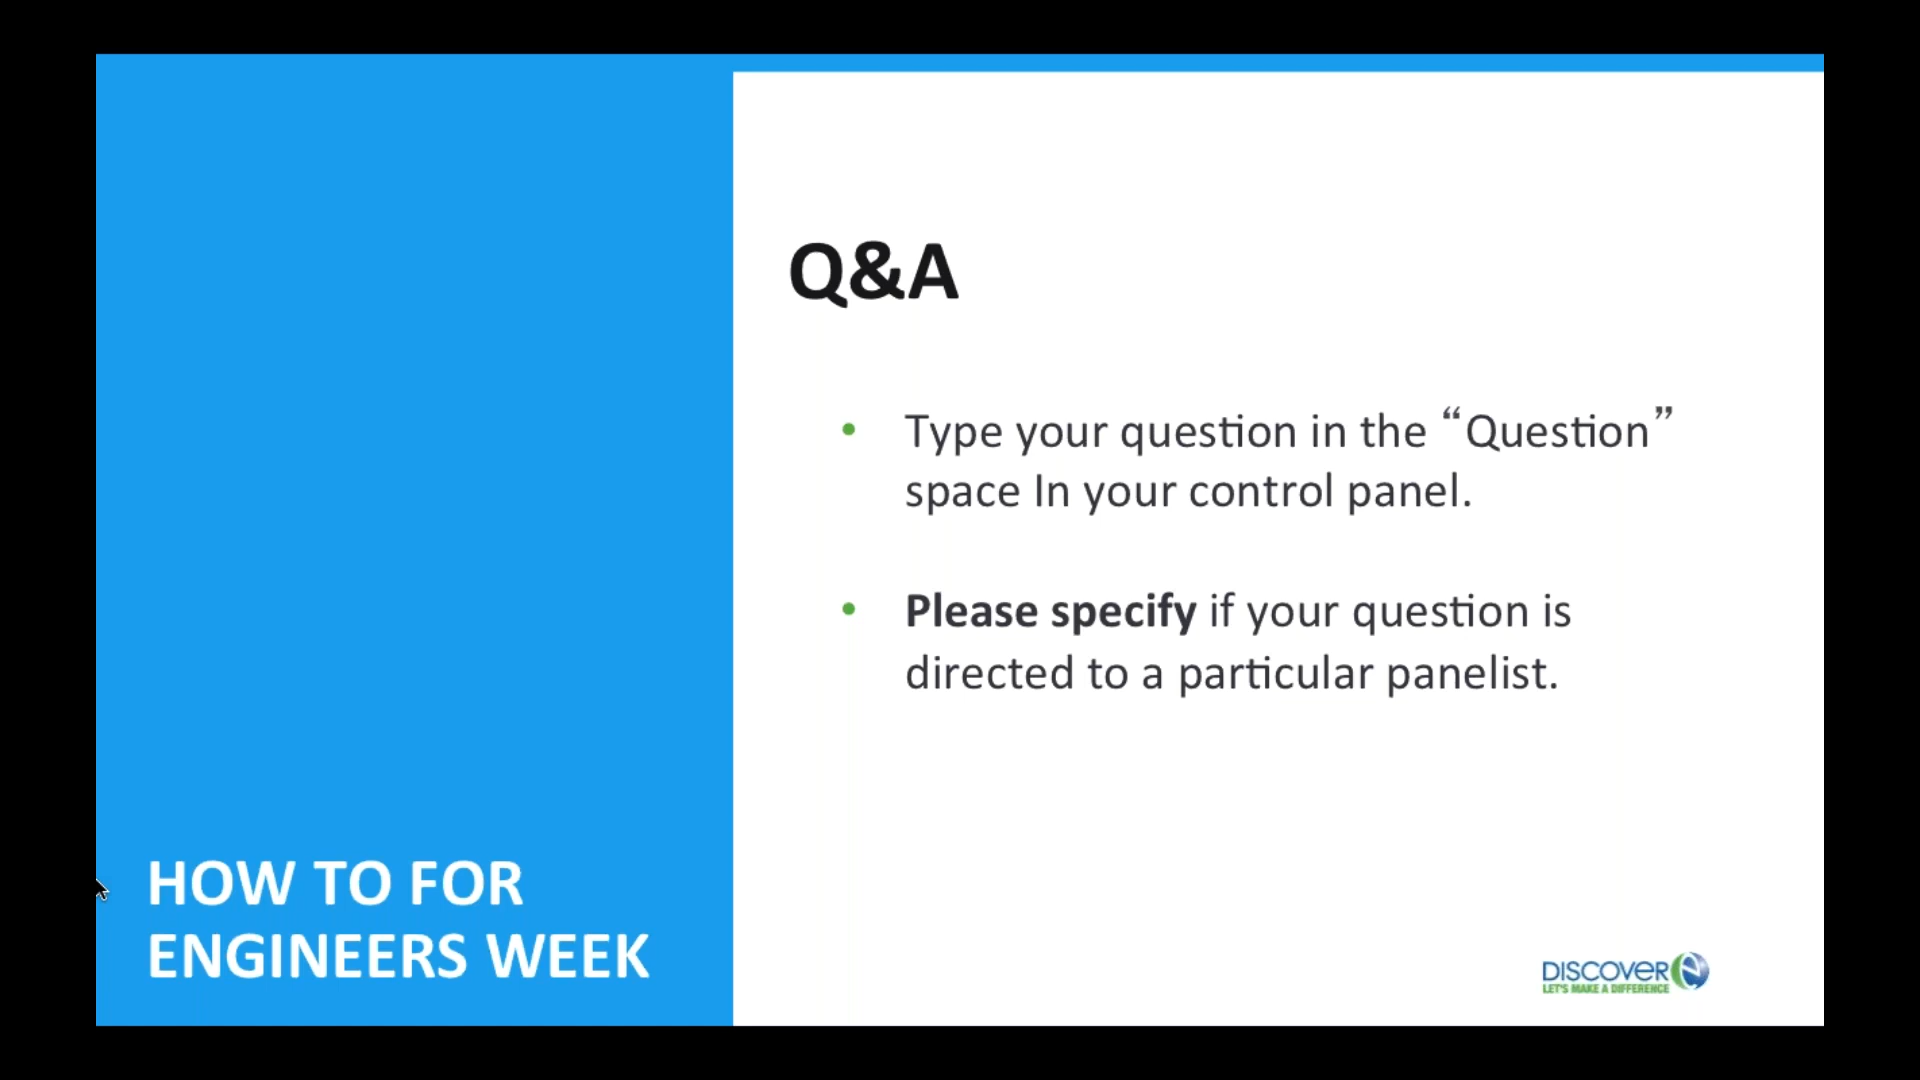 Q&A
Type your question in the “Question”
space In your control panel.
Please specify if your question is
directed to a particular panelist.
HOW TO FOR
ENGINEERS WEEK
DISCOVER
LET'S MAKE A DIFFERENCE